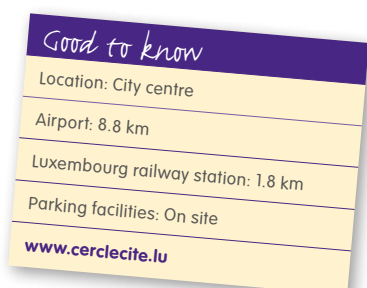 Good to know
Location: City centre
Airport: 8.8 km
Luxembourg railway station: 1.8 km
Parking facilities: On site
www.cerclecite.lu